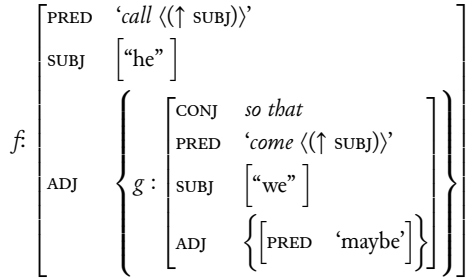 PRED ‘call ⟨(↑ SUBJ)⟩’
SUBJ [“he” ]
CONJ so that
f: PRED ‘come ⟨(↑ SUBJ)⟩’
ADJ { g : SUBJ [“we” ] }
ADJ {[PRED ‘maybe’]}